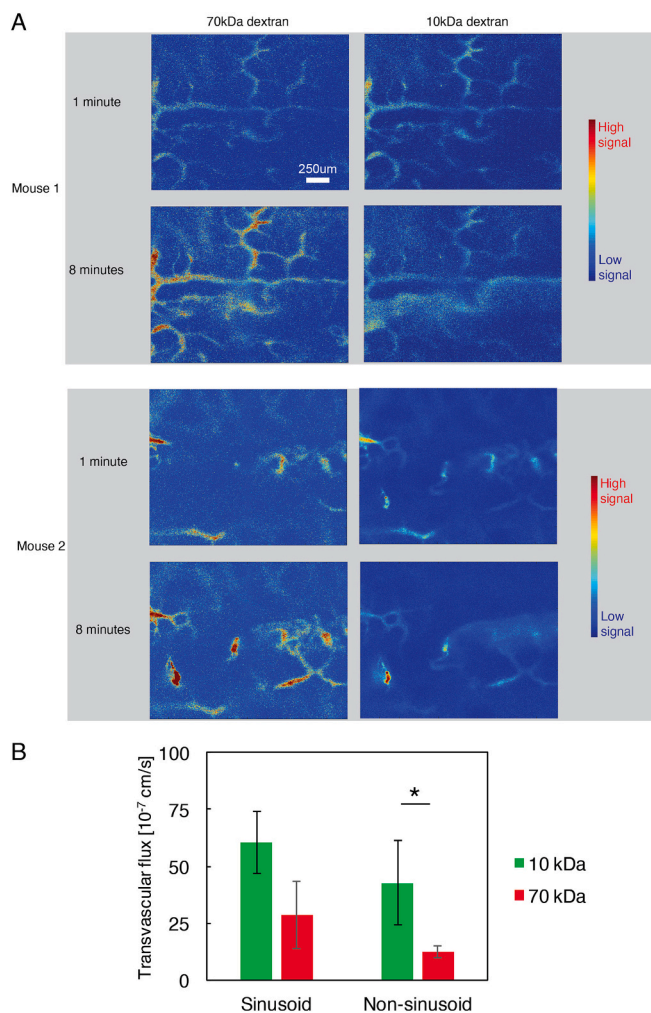 A
70kDa dextran
10kDa dextran
1 minute
250um
High
signal
Mouse 1
8 minutes
Low
signal
1 minute
High
signal
Mouse 2
8 minutes
Low
signal
B
Transvascular flux [10⁻⁷ cm/s]
100
75
50
25
0
*
10 kDa
70 kDa
Sinusoid
Non-sinusoid